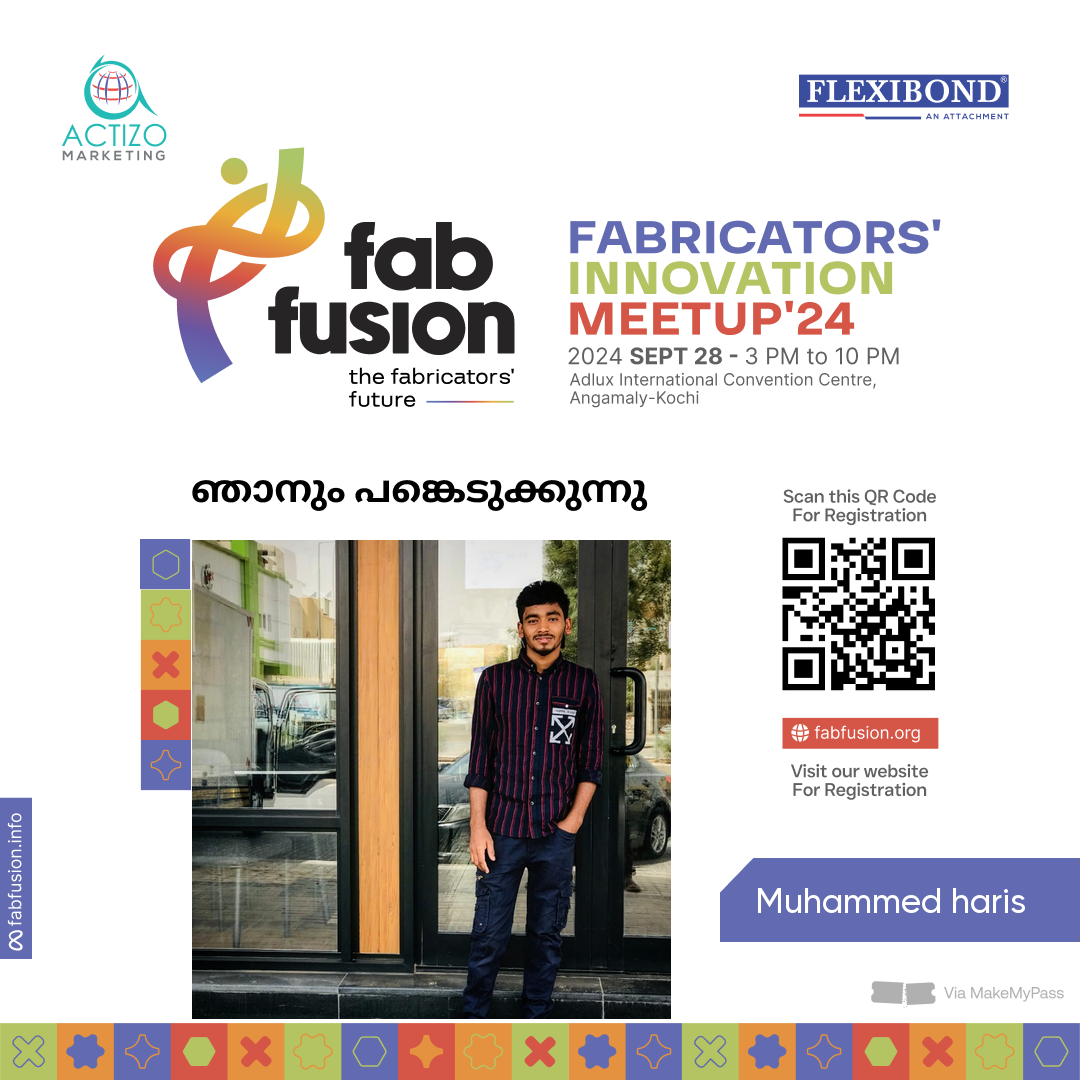 ACTIZO
MARKETING
FLEXIBOND®
AN ATTACHMENT
fab
fusion
the fabricators'
future
FABRICATORS'
INNOVATION
MEETUP'24
2024 SEPT 28 - 3 PM to 10 PM
Adlux International Convention Centre,
Angamaly-Kochi
ഞാനും പങ്കെടുക്കുന്നു
Scan this QR Code
For Registration
fabfusion.org
Visit our website
For Registration
fabfusion.info
Muhammed haris
Via MakeMyPass